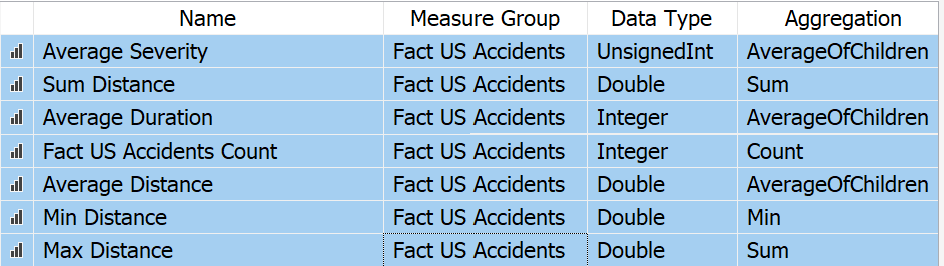 Name Measure Group Data Type Aggregation
Average Severity Fact US Accidents UnsignedInt AverageOfChildren
Sum Distance Fact US Accidents Double Sum
Average Duration Fact US Accidents Integer AverageOfChildren
Fact US Accidents Count Fact US Accidents Integer Count
Average Distance Fact US Accidents Double AverageOfChildren
Min Distance Fact US Accidents Double Min
Max Distance Fact US Accidents Double Sum